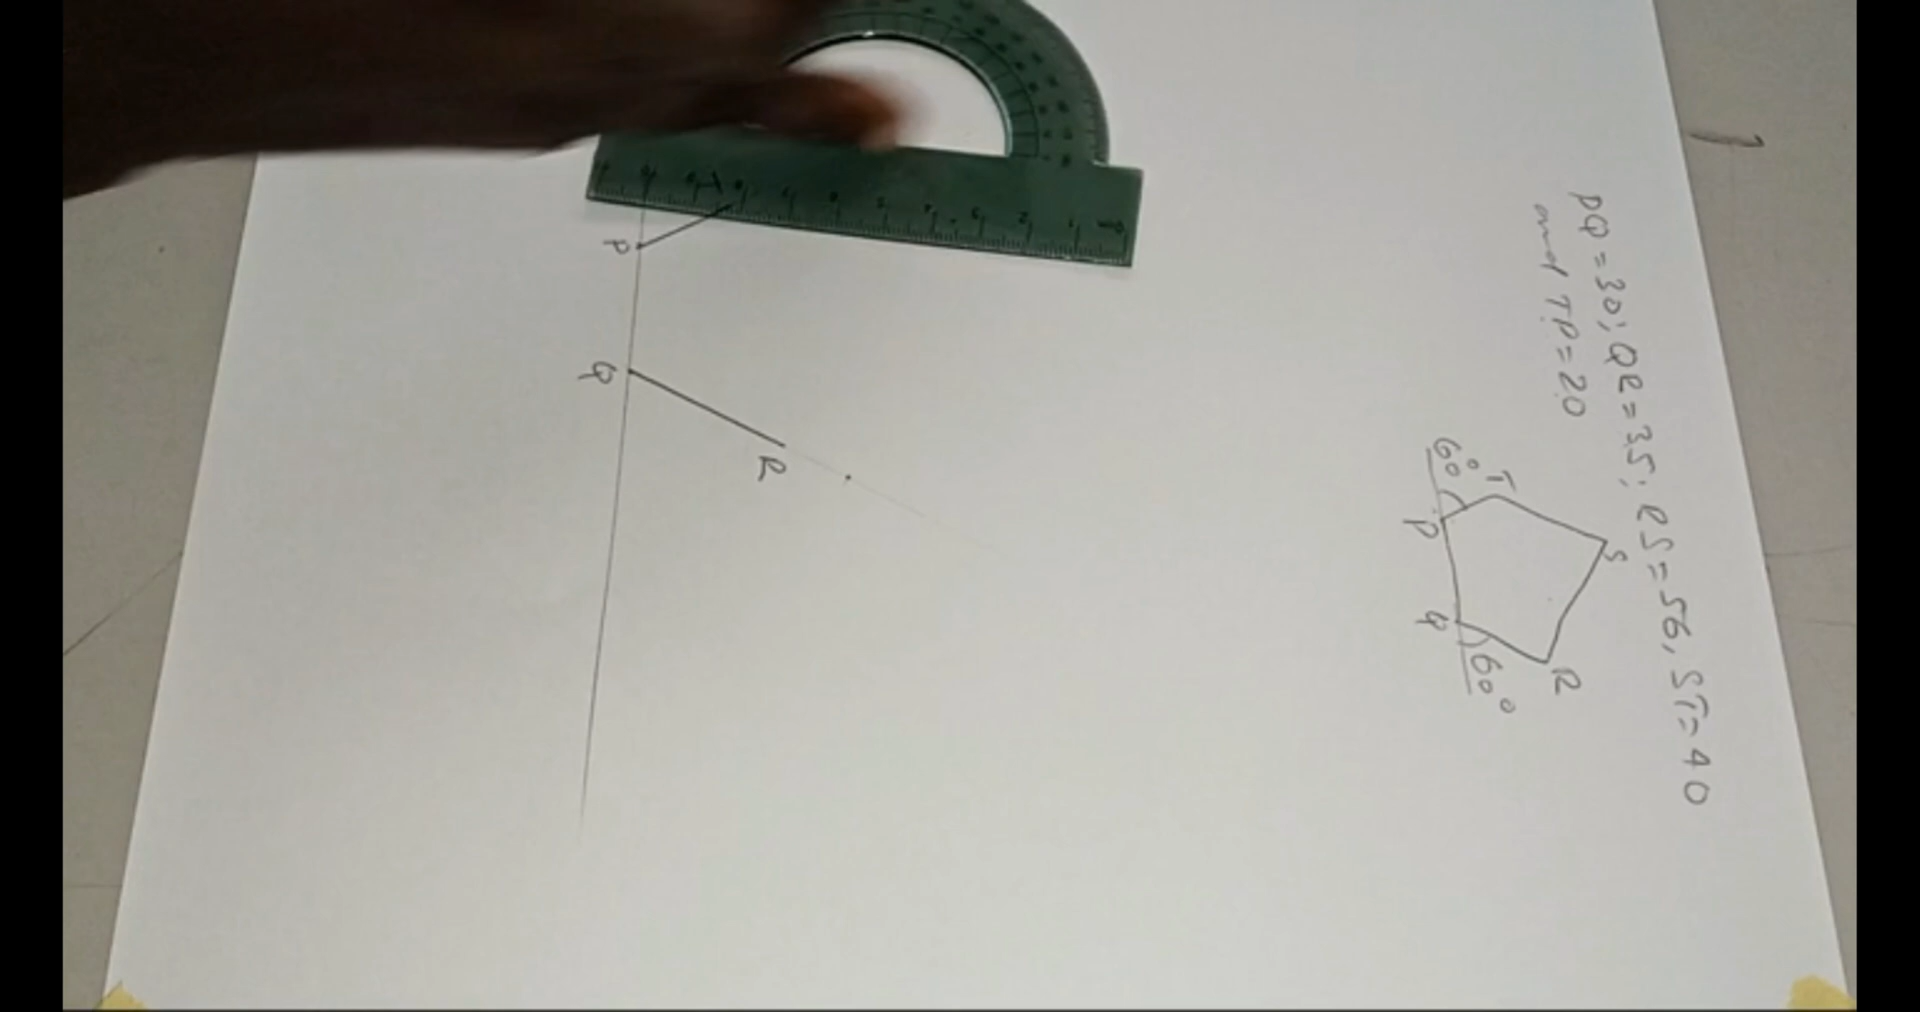 PQ = 30; QR = 35; RS = 56, ST = 40
and TP = 20
60°
T
S
P
Q
R
60°
P
T
Q
R